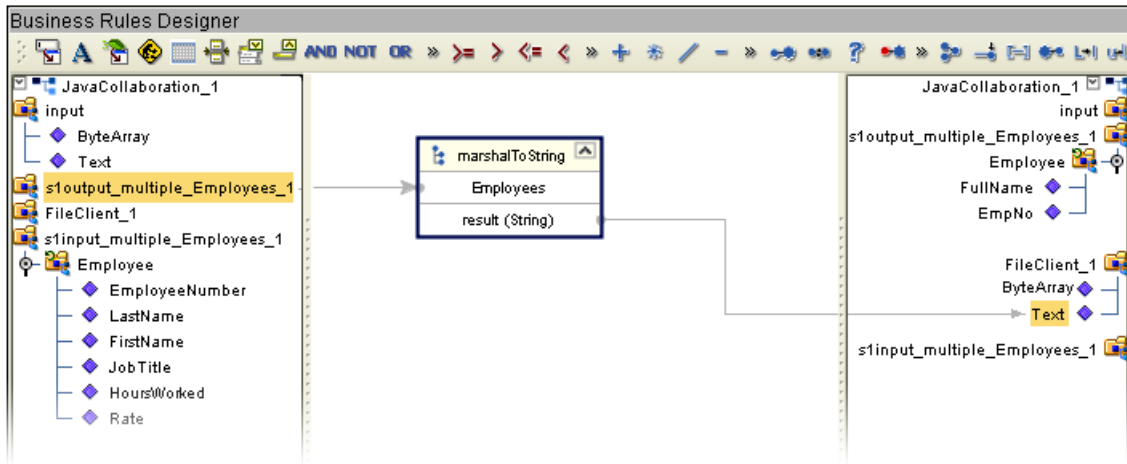 Business Rules Designer
A AND NOT OR » >= > <= < » + / - » ? »
JavaCollaboration_1
input
ByteArray
Text
s1output_multiple_Employees_1
FileClient_1
s1input_multiple_Employees_1
Employee
EmployeeNumber
LastName
FirstName
JobTitle
HoursWorked
Rate
marshalToString
Employees
result (String)
JavaCollaboration_1
input
s1output_multiple_Employees_1
Employee
FullName
EmpNo
FileClient_1
ByteArray
Text
s1input_multiple_Employees_1